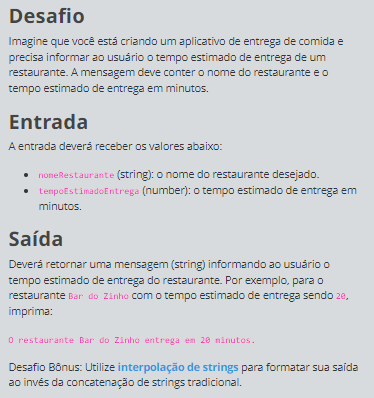 Desafio
Imagine que você está criando um aplicativo de entrega de comida e
precisa informar ao usuário o tempo estimado de entrega de um
restaurante. A mensagem deve conter o nome do restaurante e o
tempo estimado de entrega em minutos.
Entrada
A entrada deverá receber os valores abaixo:
• nomeRestaurante (string): o nome do restaurante desejado.
• tempoEstimadoEntrega (number): o tempo estimado de entrega em
minutos.
Saída
Deverá retornar uma mensagem (string) informando ao usuário o
tempo estimado de entrega do restaurante. Por exemplo, para o
restaurante Bar do Zinho com o tempo estimado de entrega sendo 20,
imprima:
O restaurante Bar do Zinho entrega em 20 minutos.
Desafio Bônus: Utilize interpolação de strings para formatar sua saída
ao invés da concatenação de strings tradicional.